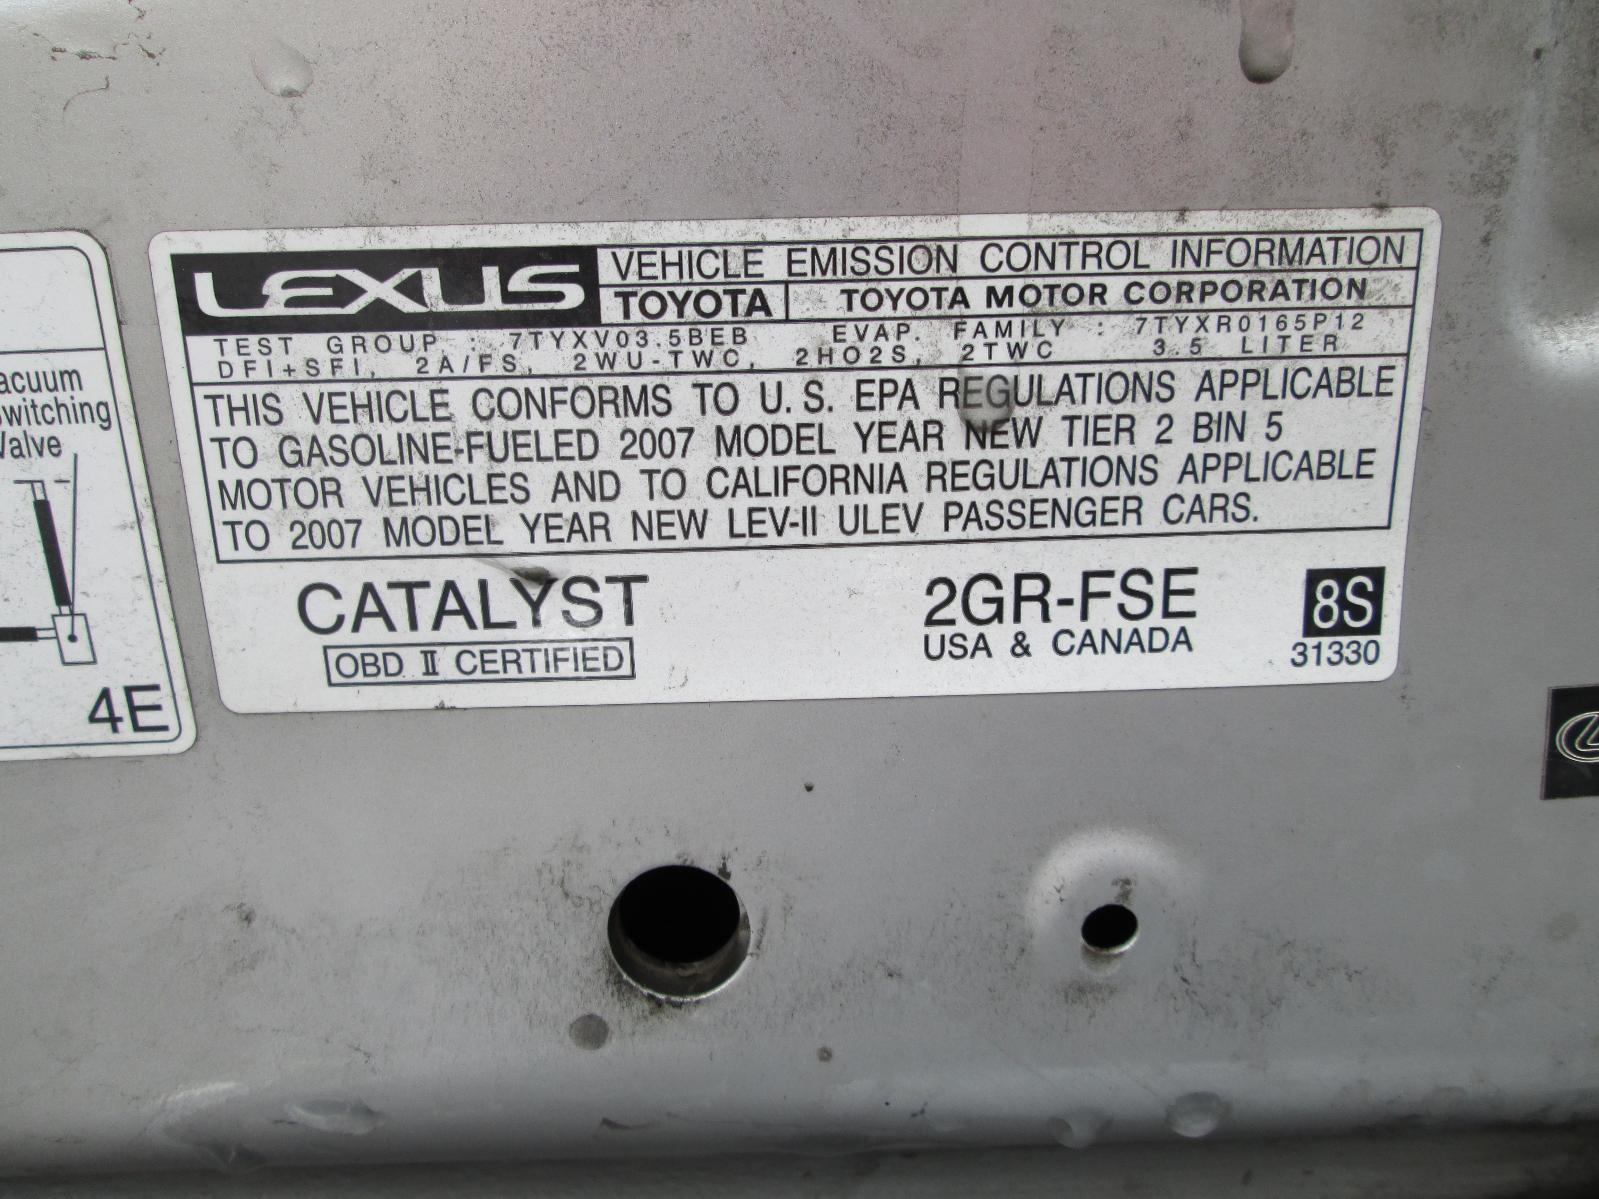 LEXUS
VEHICLE EMISSION CONTROL INFORMATION
TOYOTA TOYOTA MOTOR CORPORATION
TEST GROUP : 7TYXV03.5BEB EVAP. FAMILY : 7TYXR0165P12
DFI+SFI, 2A/FS, 2WU-TWC, 2HO2S, 2TWC 3.5 LITER
THIS VEHICLE CONFORMS TO U.S. EPA REGULATIONS APPLICABLE
TO GASOLINE-FUELED 2007 MODEL YEAR NEW TIER 2 BIN 5
MOTOR VEHICLES AND TO CALIFORNIA REGULATIONS APPLICABLE
TO 2007 MODEL YEAR NEW LEV-II ULEV PASSENGER CARS.
CATALYST
OBD II CERTIFIED
2GR-FSE
USA & CANADA
8S
31330
acuum
witching
Valve
4E